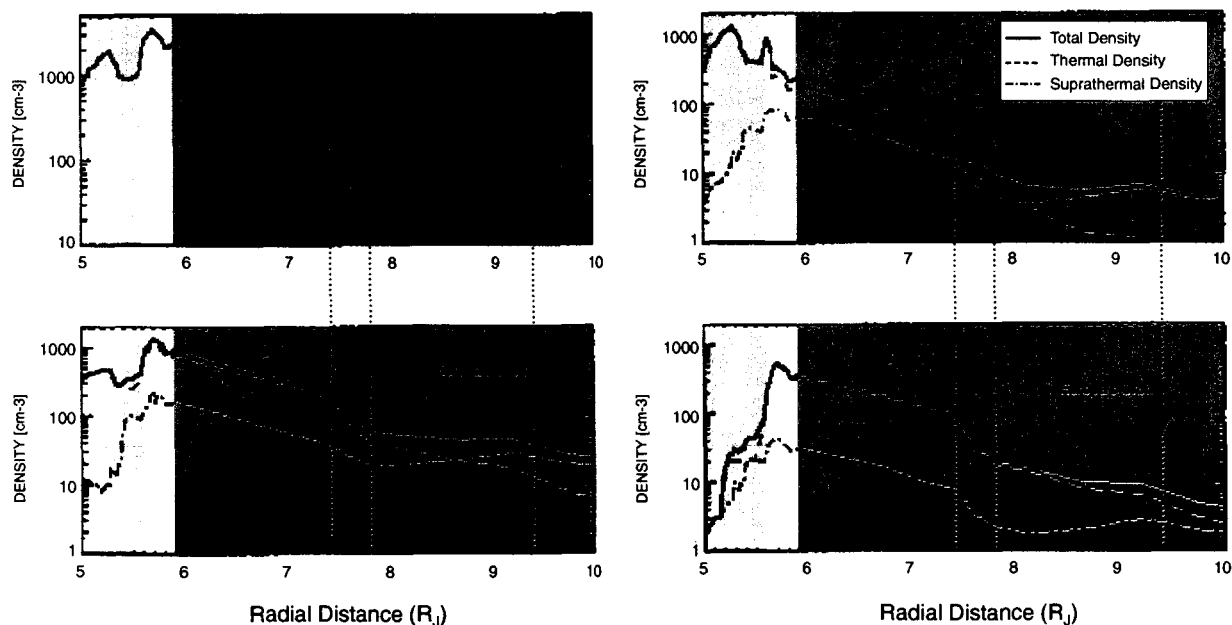 DENSITY [cm-3]
1000
100
10
5 6 7 8 9 10
DENSITY [cm-3]
1000
100
10
1
5 6 7 8 9 10
Total Density
Thermal Density
Suprathermal Density
DENSITY [cm-3]
1000
100
10
1
5 6 7 8 9 10
Radial Distance (RJ)
DENSITY [cm-3]
1000
100
10
1
5 6 7 8 9 10
Radial Distance (RJ)